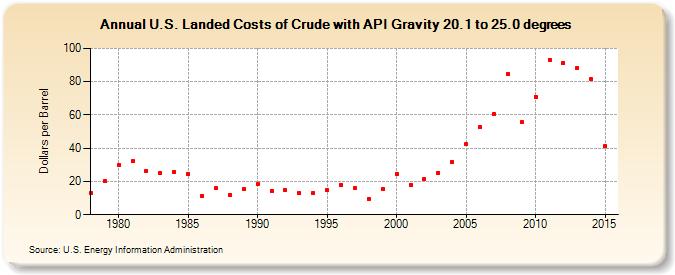 Annual U.S. Landed Costs of Crude with API Gravity 20.1 to 25.0 degrees
Dollars per Barrel
100
80
60
40
20
0
1980 1985 1990 1995 2000 2005 2010 2015
Source: U.S. Energy Information Administration